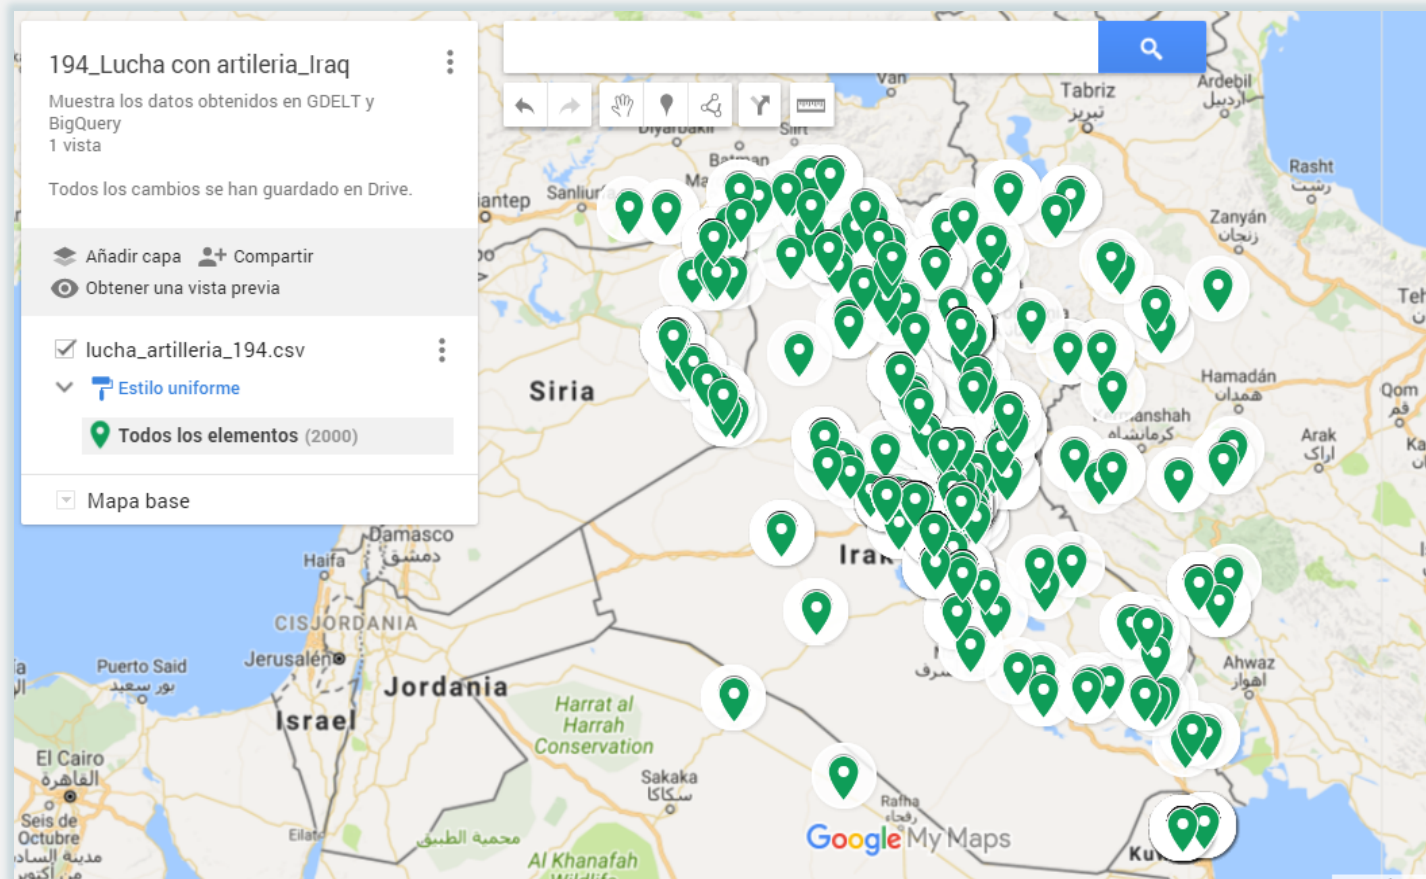 194_Lucha con artileria_Iraq
Muestra los datos obtenidos en GDELT y
BigQuery
1 vista
Todos los cambios se han guardado en Drive.
Añadir capa
Compartir
Obtener una vista previa
lucha_artilleria_194.csv
Estilo uniforme
Todos los elementos (2000)
Mapa base
Van
Tabriz
تبریز
Ardebil
اردبیل
Diyarbakır
Siirt
Batman
Rasht
رشت
Zanyán
زنجان
Siria
Hamadán
همدان
Qom
قم
Arak
اراک
کرمانشاه
Damasco
دمشق
Haifa
Irak
CISJORDANIA
Jerusalén
Puerto Said
بور سعيد
Jordania
Israel
Ahwaz
اهواز
Harrat al
Harrah
Conservation
El Cairo
القاهرة
Sakaka
سكاكا
Rafha
رفحاء
Seis de
Octubre
Eilat
محمية الطبيق
Al Khanafah
Google My Maps